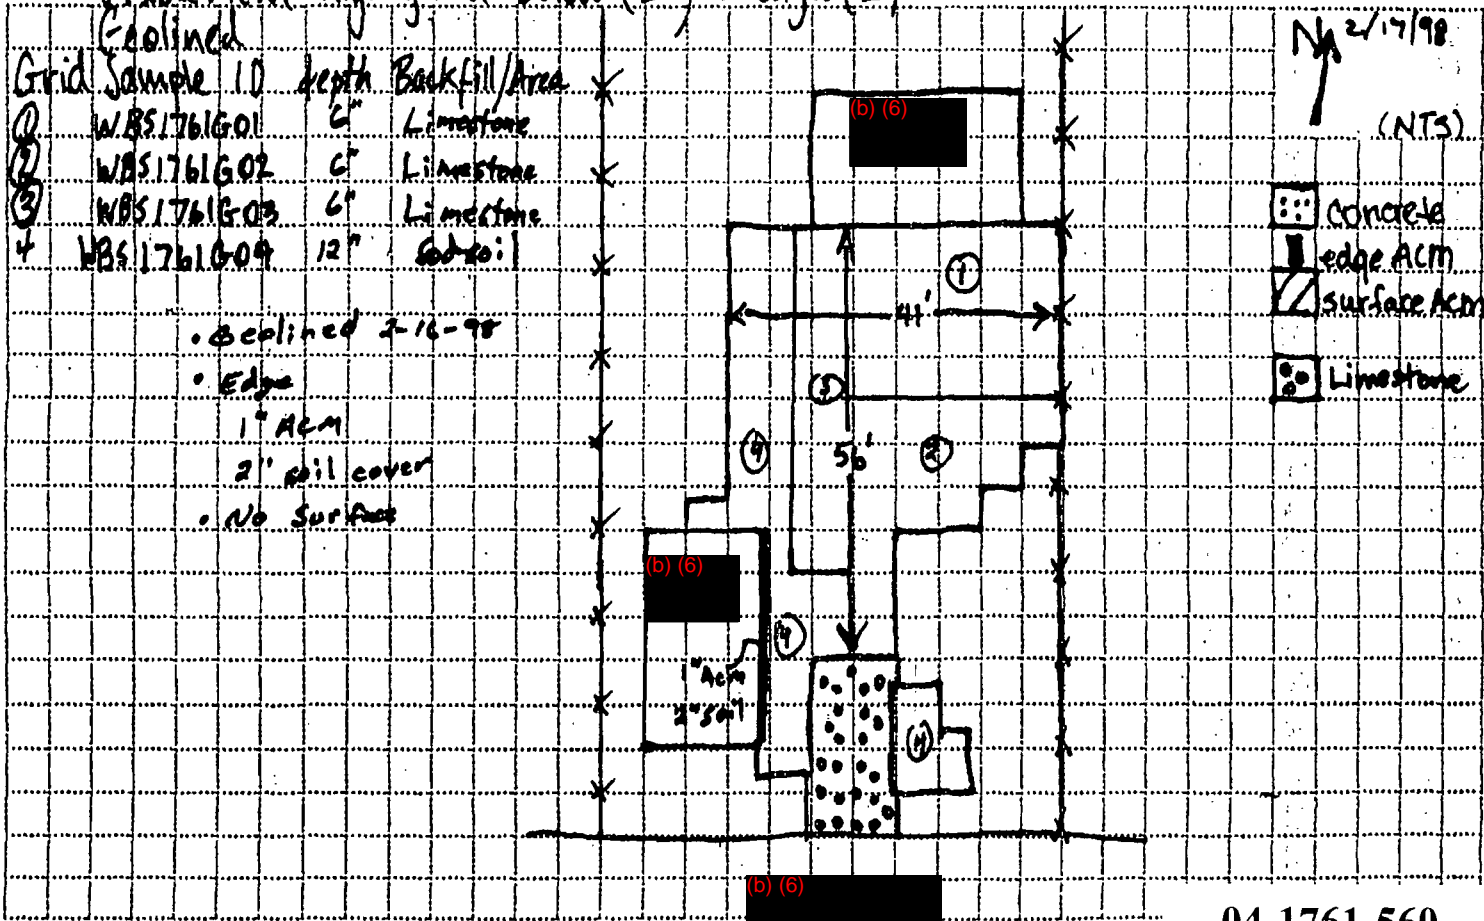 Geolined
Grid Sample ID depth Backfill/Area
1 WBS1761G01 6" Limestone
2 WBS1761G02 6" Limestone
3 WBS1761G03 6" Limestone
4 WBS1761G04 12" Sod-soil
• Geolined 2-16-98
• Edge
1" ACM
2" soil cover
• No Surface
N 2/17/98
(NTS)
concrete
edge ACM
surface ACM
Limestone
(b) (6)
1
41'
3
4
56'
2
(b) (6)
4
1" ACM
2" soil
4
(b) (6)
04 1761 560